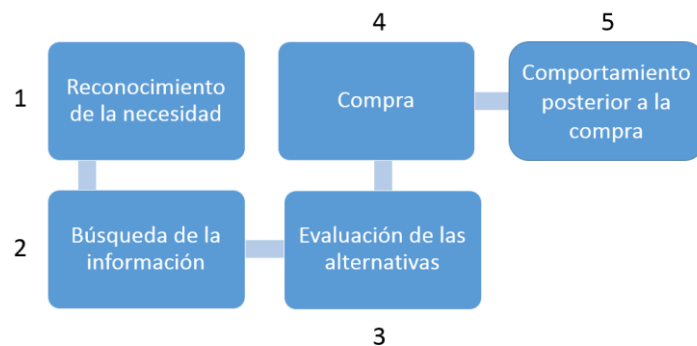 1
Reconocimiento
de la necesidad
2
Búsqueda de la
información
3
Evaluación de las
alternativas
4
Compra
5
Comportamiento
posterior a la
compra